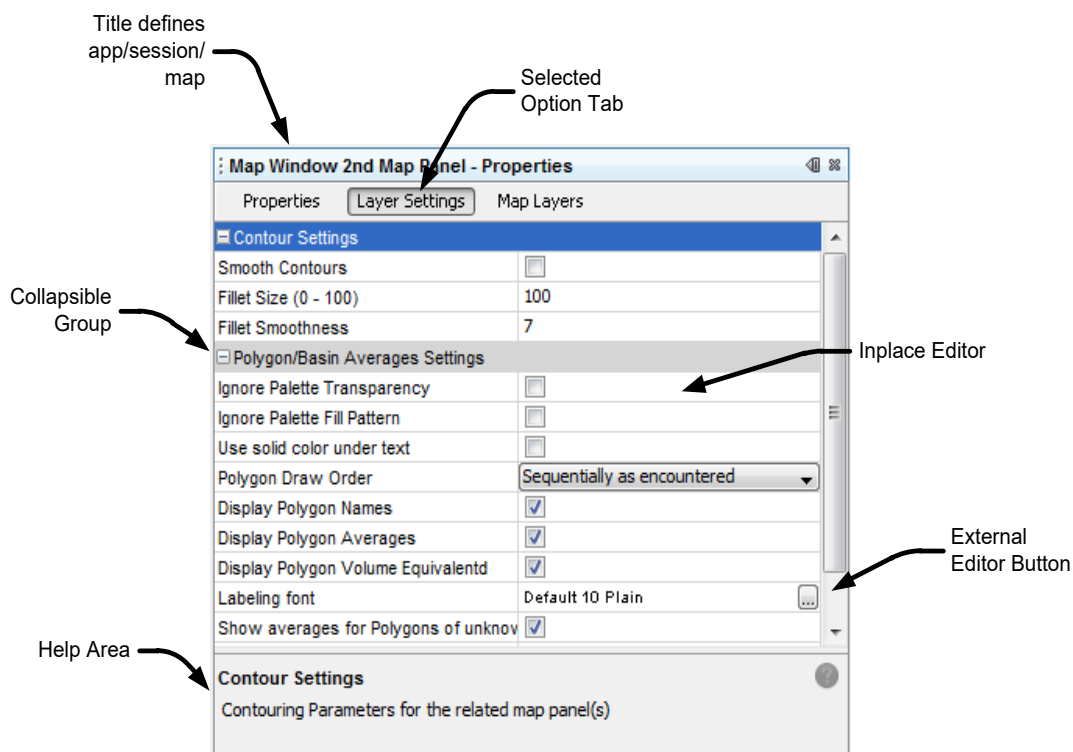 Title defines
app/session/
map
Selected
Option Tab
Map Window 2nd Map Panel - Properties
Properties Layer Settings Map Layers
Contour Settings
Smooth Contours
Fillet Size (0 - 100) 100
Fillet Smoothness 7
Collapsible
Group
Polygon/Basin Averages Settings
Inplace Editor
Ignore Palette Transparency
Ignore Palette Fill Pattern
Use solid color under text
Polygon Draw Order Sequentially as encountered
Display Polygon Names
Display Polygon Averages
Display Polygon Volume Equivalentd
External
Editor Button
Labeling font Default 10 Plain ...
Show averages for Polygons of unknov
Help Area
Contour Settings ?
Contouring Parameters for the related map panel(s)